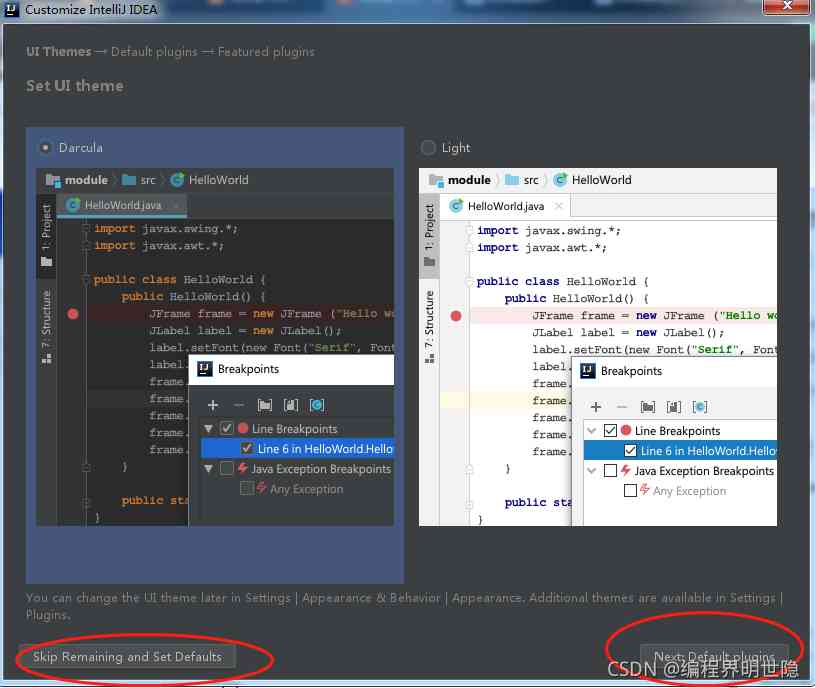 Customize IntelliJ IDEA
UI Themes → Default plugins → Featured plugins
Set UI theme
Darcula
module src HelloWorld
HelloWorld.java
1: Project
7: Structure
import javax.swing.*;
import javax.awt.*;
public class HelloWorld {
public HelloWorld() {
JFrame frame = new JFrame ("Hello wo
JLabel label = new JLabel();
label.setFont(new Font("Serif", Font
label.
frame.
frame.
frame.
frame.
frame.
}
public sta
}
Breakpoints
Line Breakpoints
Line 6 in HelloWorld.Hello
Java Exception Breakpoints
Any Exception
Light
module src HelloWorld
HelloWorld.java
1: Project
7: Structure
import javax.swing.*;
import javax.awt.*;
public class HelloWorld {
public HelloWorld() {
JFrame frame = new JFrame ("Hello wo
JLabel label = new JLabel();
label.setFont(new Font("Serif", Font
label.
frame.
frame.
frame.
frame.
frame.
}
public sta
}
Breakpoints
Line Breakpoints
Line 6 in HelloWorld.Hello
Java Exception Breakpoints
Any Exception
You can change the UI theme later in Settings | Appearance & Behavior | Appearance. Additional themes are available in Settings |
Plugins.
Skip Remaining and Set Defaults
Next: Default plugins
CSDN @编程界明世隐